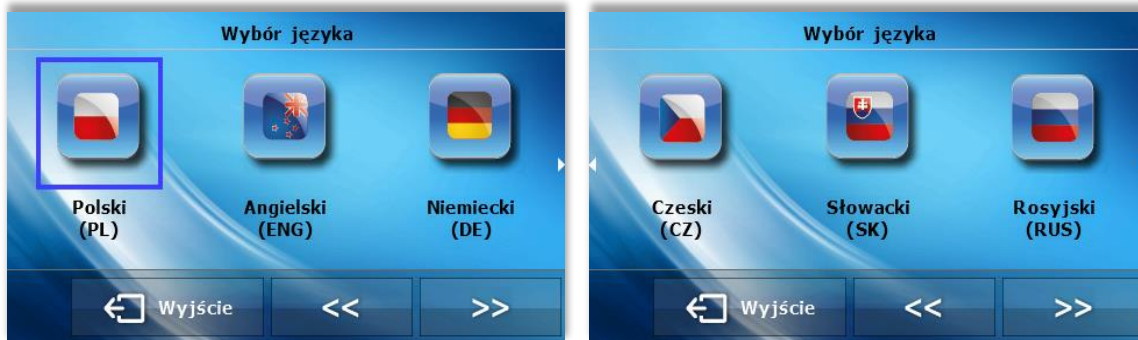 Wybór języka
Polski
(PL)
Angielski
(ENG)
Niemiecki
(DE)
Wyjście
<<
>>
Wybór języka
Czeski
(CZ)
Słowacki
(SK)
Rosyjski
(RUS)
Wyjście
<<
>>